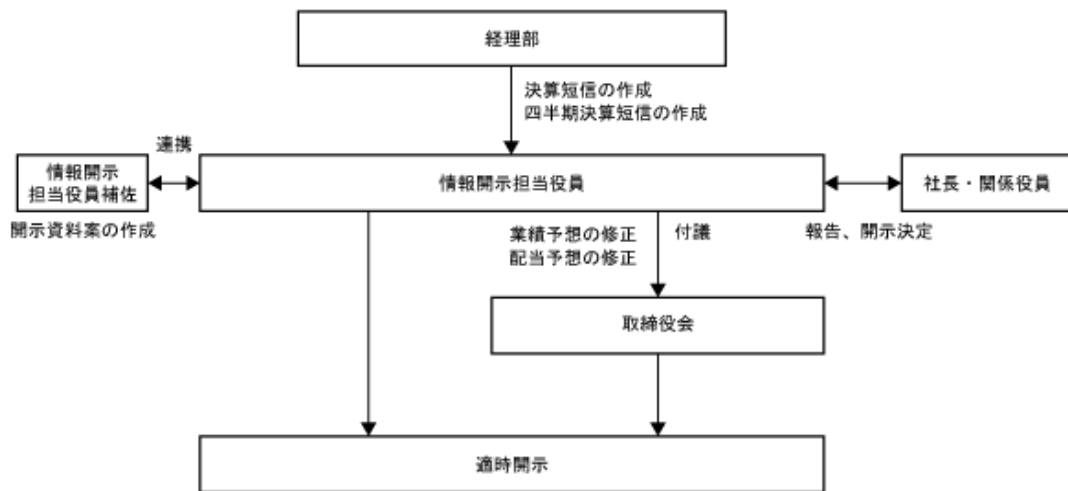 経理部
決算短信の作成
四半期決算短信の作成
連携
情報開示
担当役員補佐
情報開示担当役員
社長・関係役員
開示資料案の作成
業績予想の修正
配当予想の修正
付議
報告、開示決定
取締役会
適時開示